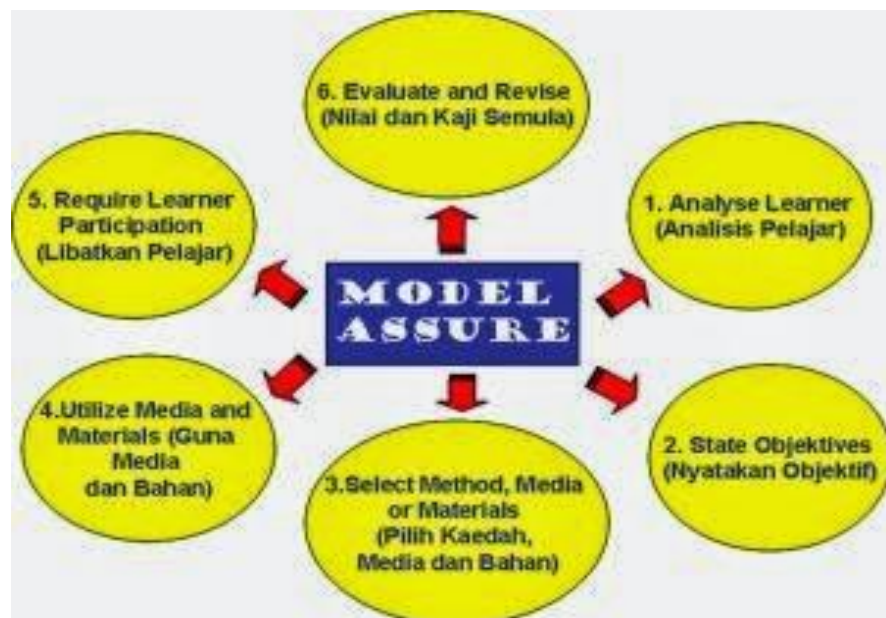 MODEL
ASSURE
1. Analyse Learner
(Analisis Pelajar)
2. State Objektives
(Nyatakan Objektif)
3.Select Method, Media
or Materials
(Pilih Kaedah,
Media dan Bahan)
4.Utilize Media and
Materials (Guna
Media
dan Bahan)
5. Require Learner
Participation
(Libatkan Pelajar)
6. Evaluate and Revise
(Nilai dan Kaji Semula)